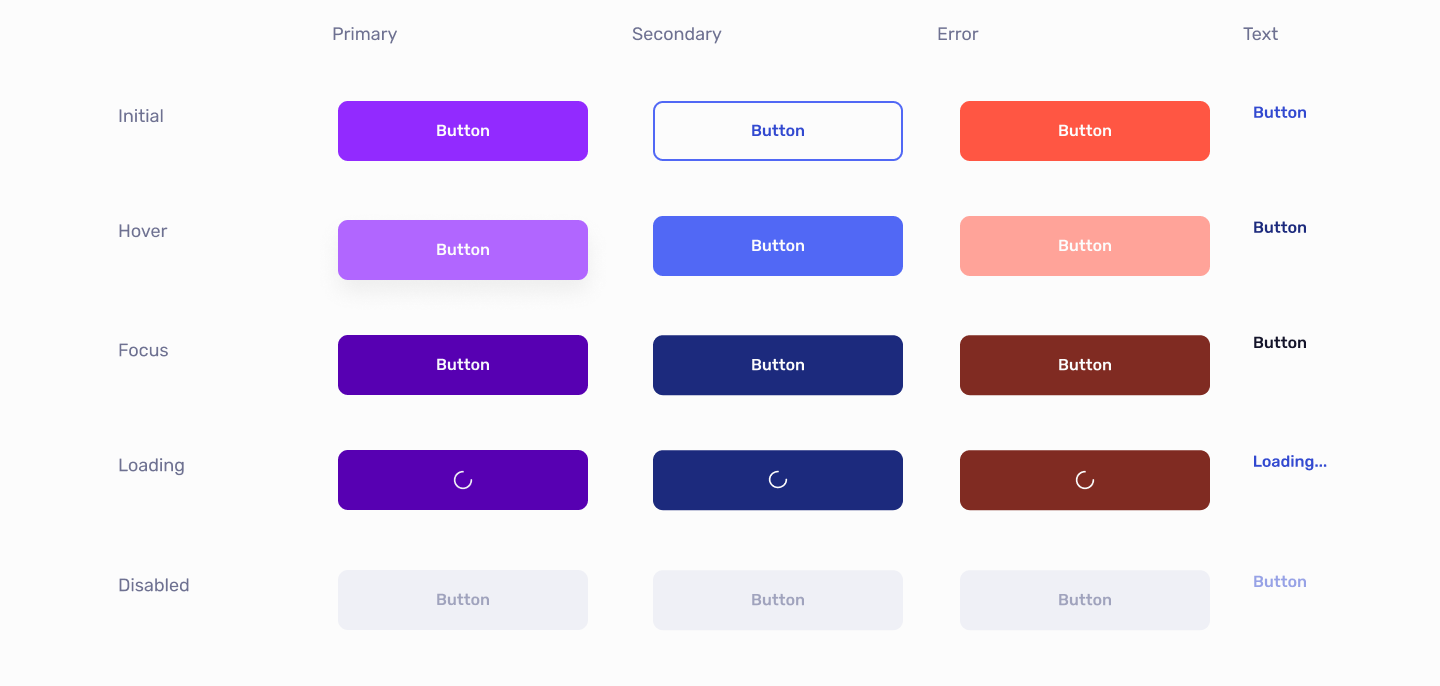 Primary Secondary Error Text
Initial Button Button Button Button
Hover Button Button Button Button
Focus Button Button Button Button
Loading Loading...
Disabled Button Button Button Button